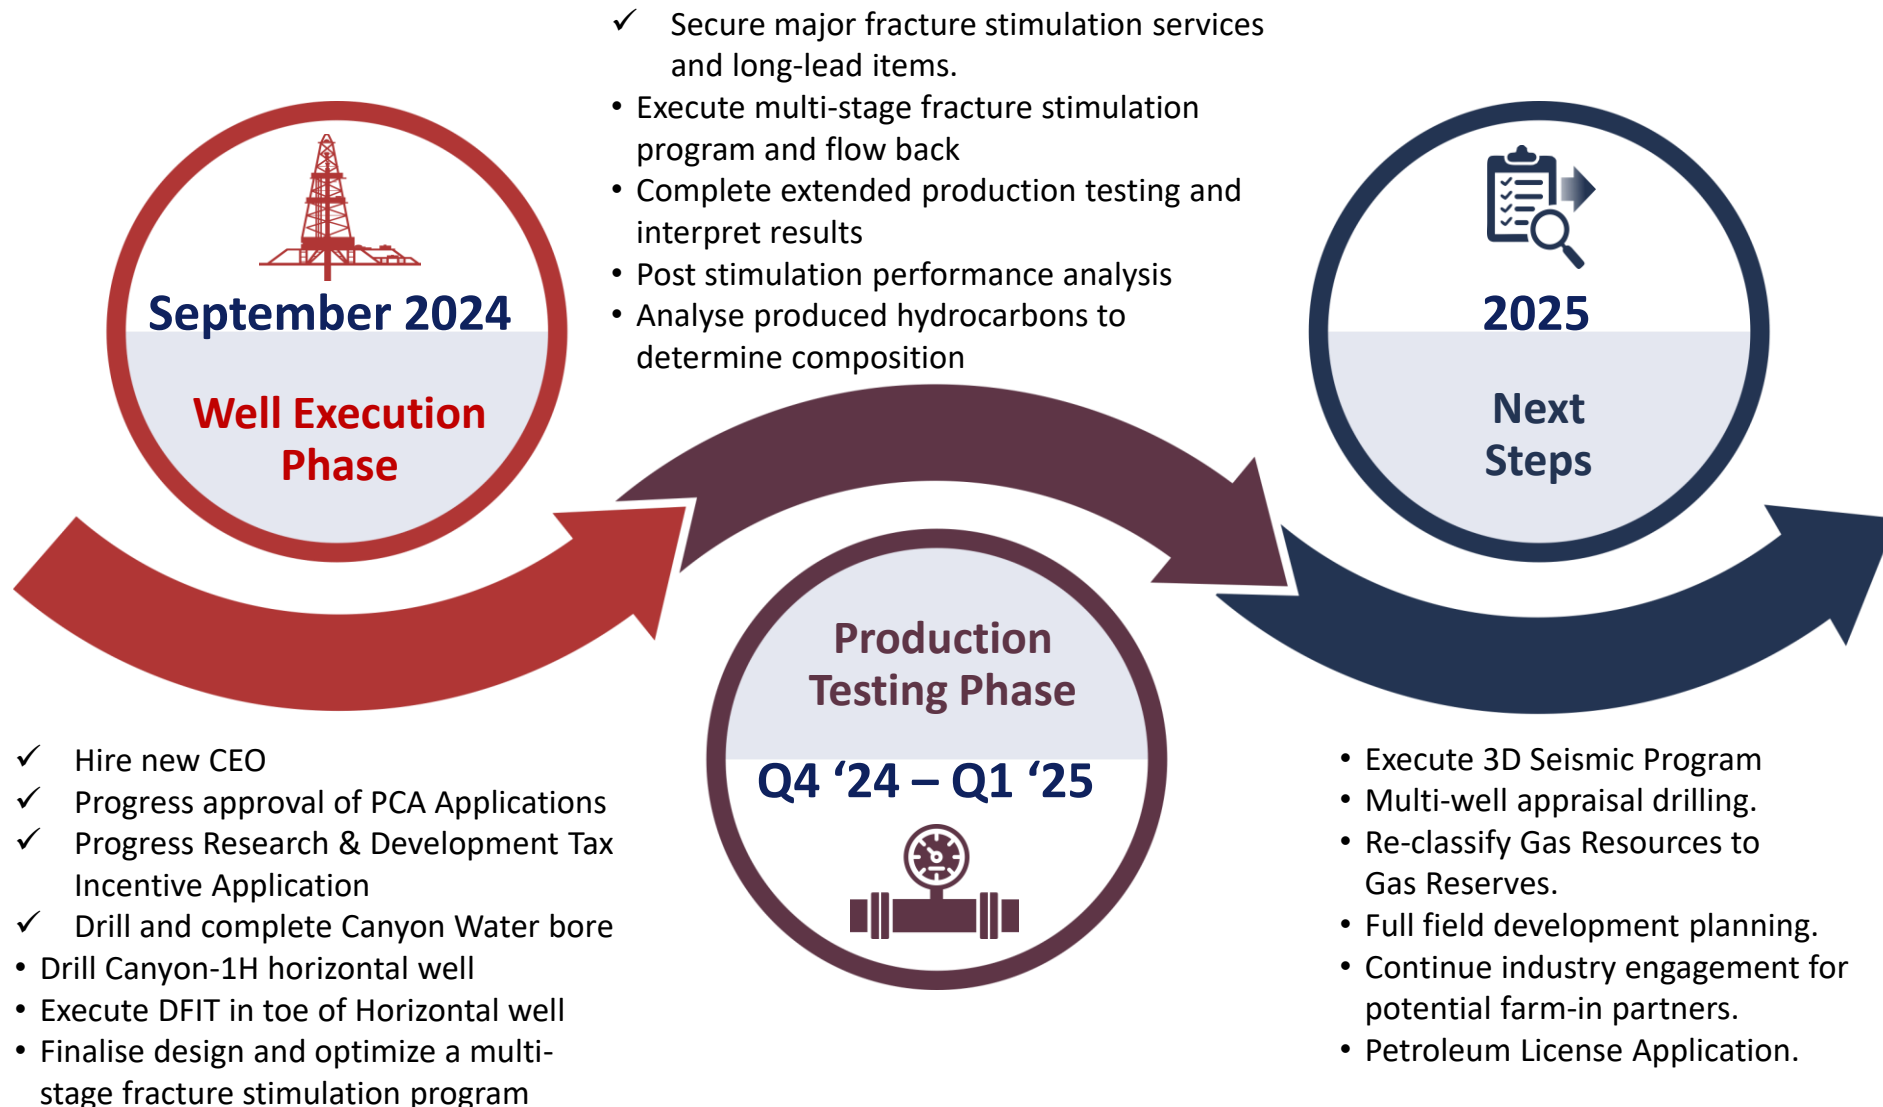 September 2024
Well Execution
Phase
✓ Hire new CEO
✓ Progress approval of PCA Applications
✓ Progress Research & Development Tax
Incentive Application
✓ Drill and complete Canyon Water bore
• Drill Canyon-1H horizontal well
• Execute DFIT in toe of Horizontal well
• Finalise design and optimize a multi-
stage fracture stimulation program
✓ Secure major fracture stimulation services
and long-lead items.
• Execute multi-stage fracture stimulation
program and flow back
• Complete extended production testing and
interpret results
• Post stimulation performance analysis
• Analyse produced hydrocarbons to
determine composition
Production
Testing Phase
Q4 ‘24 – Q1 ‘25
2025
Next
Steps
• Execute 3D Seismic Program
• Multi-well appraisal drilling.
• Re-classify Gas Resources to
Gas Reserves.
• Full field development planning.
• Continue industry engagement for
potential farm-in partners.
• Petroleum License Application.